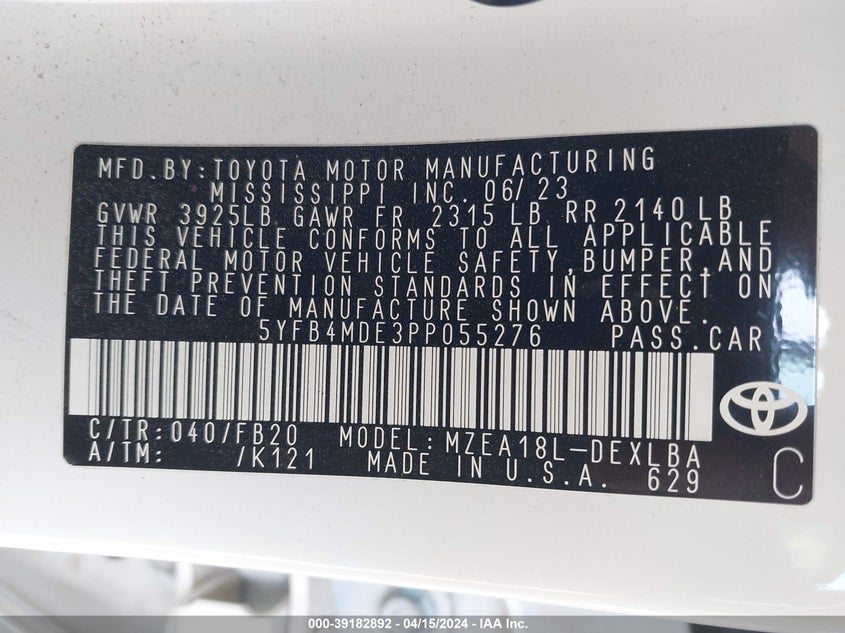 MFD.BY:TOYOTA MOTOR MANUFACTURING
MISSISSIPPI INC. 06/23
GVWR 3925LB GAWR FR 2315 LB RR 2140 LB
THIS VEHICLE CONFORMS TO ALL APPLICABLE
FEDERAL MOTOR VEHICLE SAFETY,BUMPER,AND
THEFT PREVENTION STANDARDS IN EFFECT ON
THE DATE OF MANUFACTURE SHOWN ABOVE.
5YFB4MDE3PP055276 PASS.CAR
C/TR:040/FB20 MODEL:MZEA18L-DEXLBA
A/TM: /K121 MADE IN U.S.A. 629
C
000-39182892 - 04/15/2024 - IAA Inc.